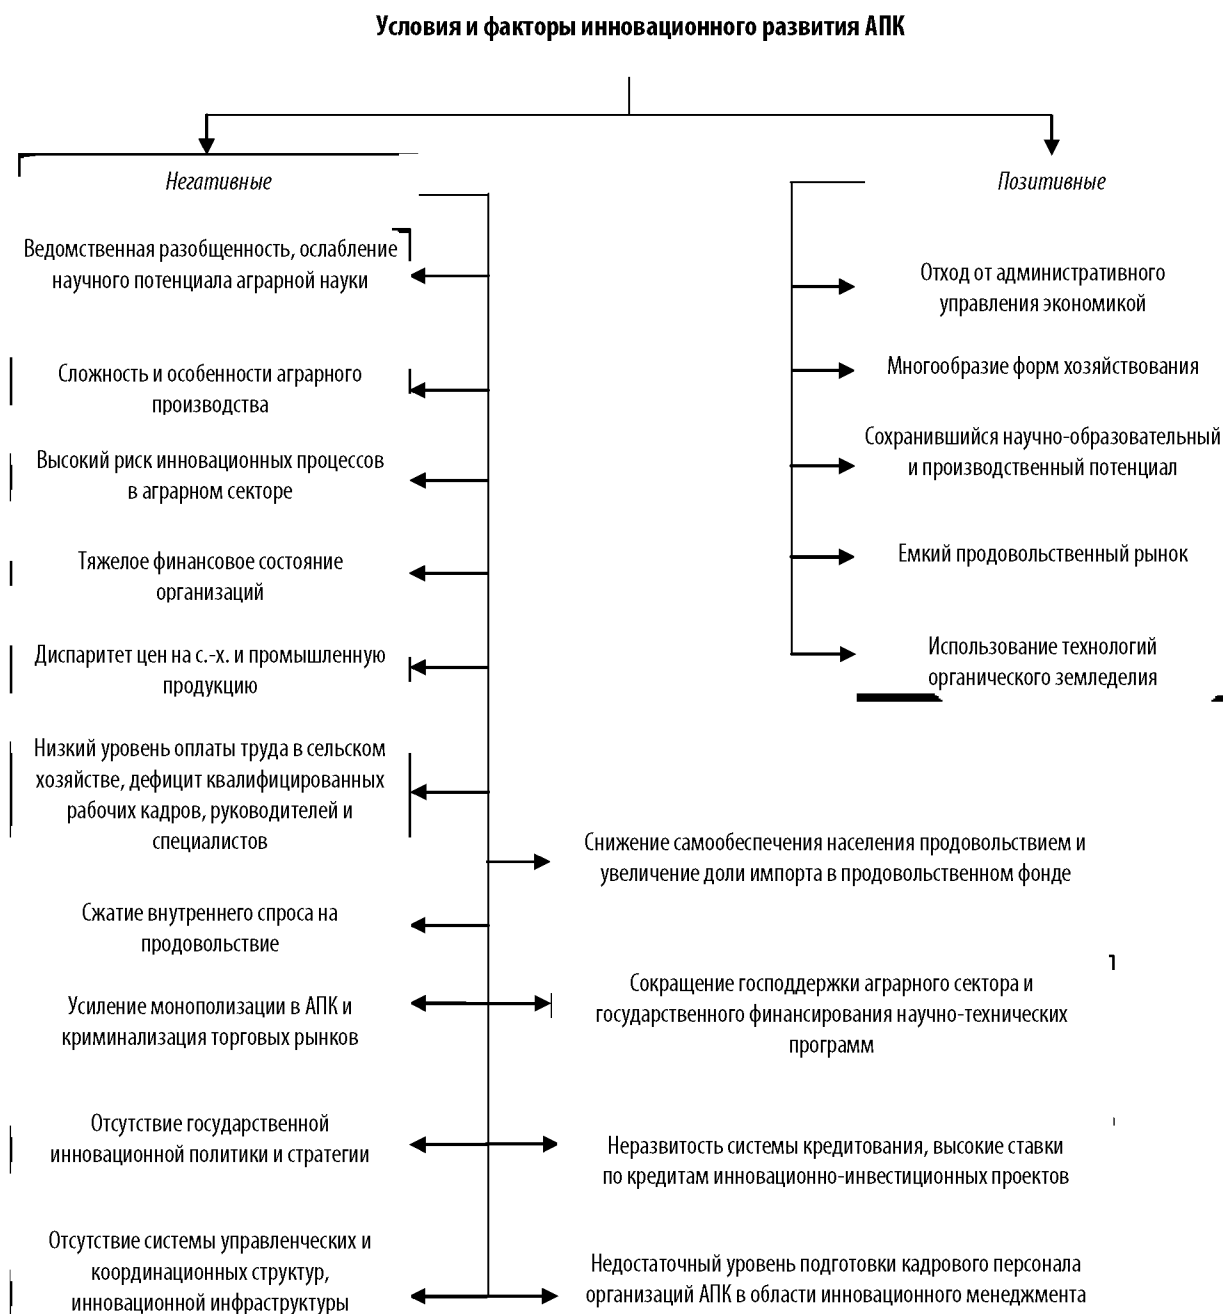 Условия и факторы инновационного развития АПК
Негативные
Ведомственная разобщенность, ослабление
научного потенциала аграрной науки
Сложность и особенности аграрного
производства
Высокий риск инновационных процессов
в аграрном секторе
Тяжелое финансовое состояние
организаций
Диспаритет цен на с.-х. и промышленную
продукцию
Низкий уровень оплаты труда в сельском
хозяйстве, дефицит квалифицированных
рабочих кадров, руководителей и
специалистов
Сжатие внутреннего спроса на
продовольствие
Усиление монополизации в АПК и
криминализация торговых рынков
Отсутствие государственной
инновационной политики и стратегии
Отсутствие системы управленческих и
координационных структур,
инновационной инфраструктуры
Снижение самообеспечения населения продовольствием и
увеличение доли импорта в продовольственном фонде
Сокращение господдержки аграрного сектора и
государственного финансирования научно-технических
программ
Неразвитость системы кредитования, высокие ставки
по кредитам инновационно-инвестиционных проектов
Недостаточный уровень подготовки кадрового персонала
организаций АПК в области инновационного менеджмента
Позитивные
Отход от административного
управления экономикой
Многообразие форм хозяйствования
Сохранившийся научно-образовательный
и производственный потенциал
Емкий продовольственный рынок
Использование технологий
органического земледелия